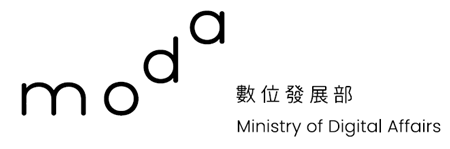 moda
數位發展部
Ministry of Digital Affairs